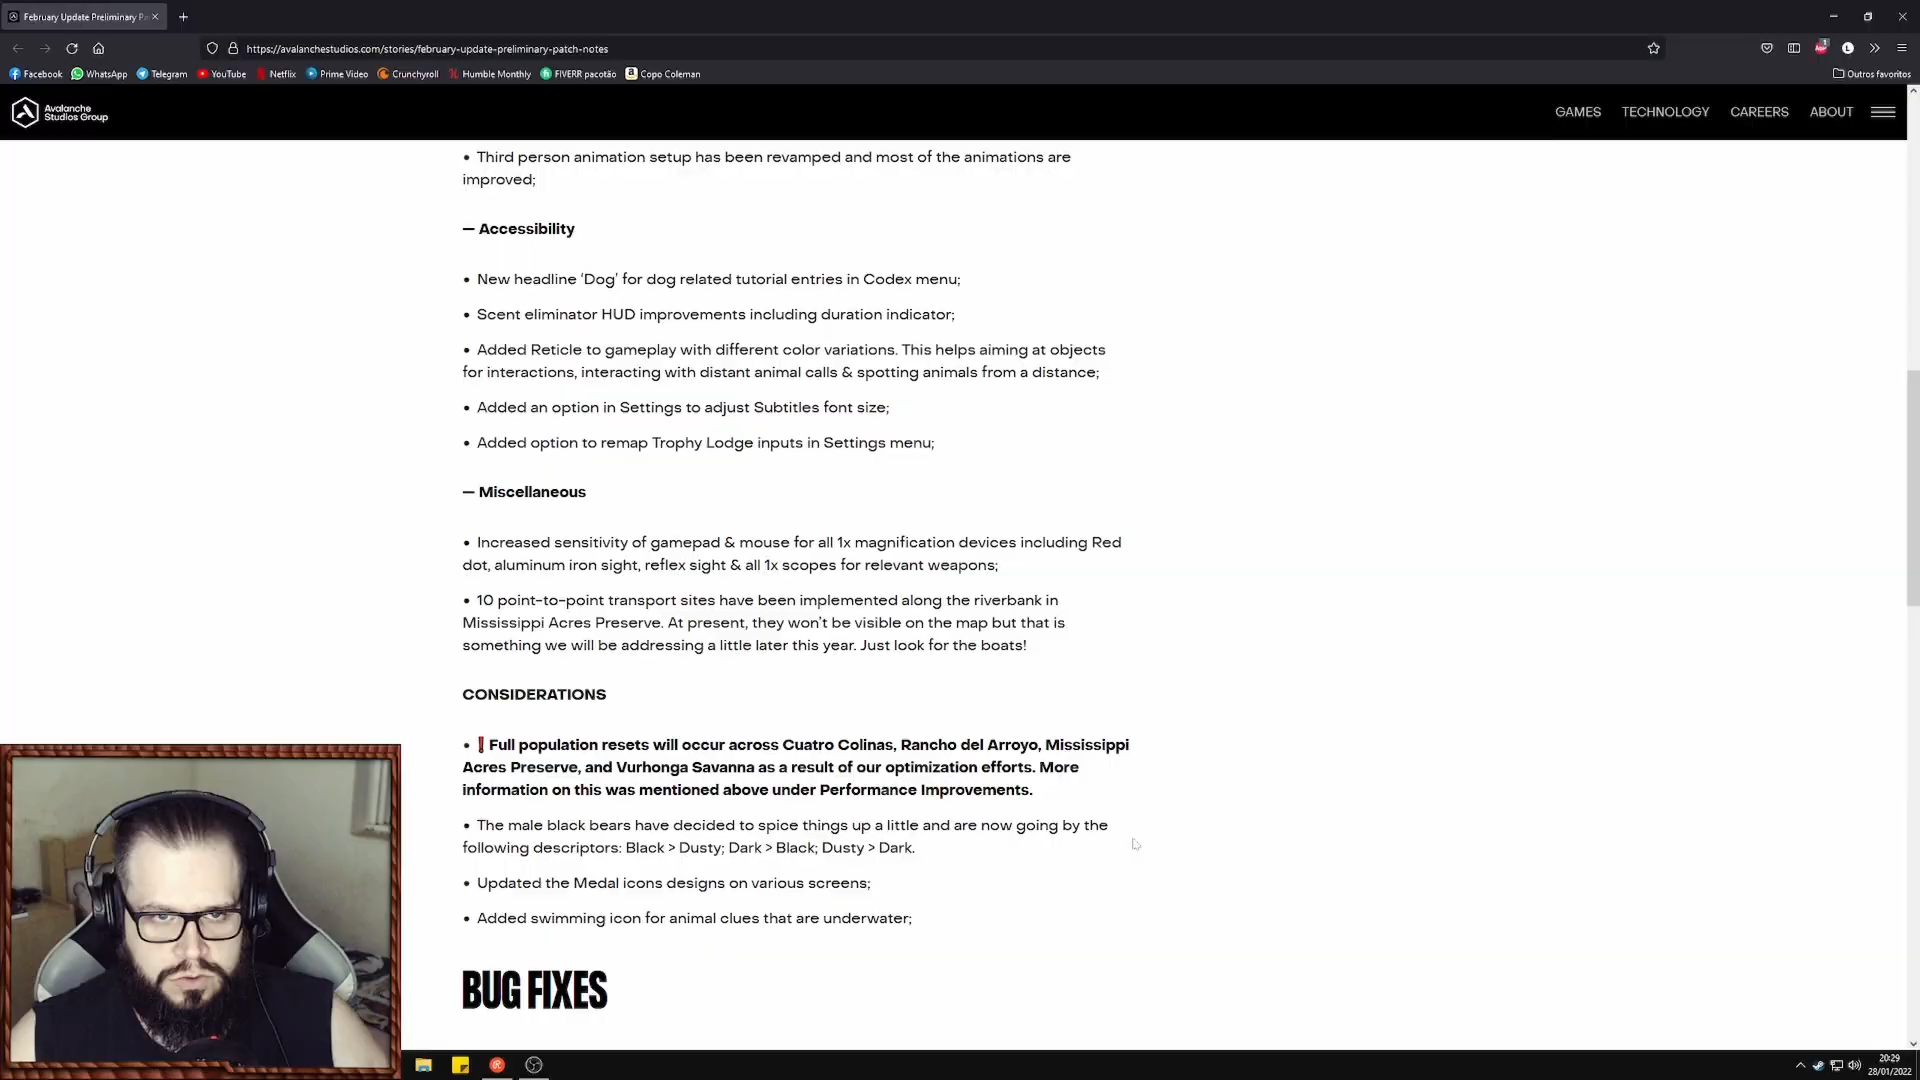 February Update Preliminary Pa
https://avalanchestudios.com/stories/february-update-preliminary-patch-notes
Facebook WhatsApp Telegram YouTube Netflix Prime Video Crunchyroll Humble Monthly FIVERR pacotão Copo Coleman Outros favoritos
Avalanche
Studios Group
GAMES TECHNOLOGY CAREERS ABOUT
• Third person animation setup has been revamped and most of the animations are
improved;
— Accessibility
• New headline ‘Dog’ for dog related tutorial entries in Codex menu;
• Scent eliminator HUD improvements including duration indicator;
• Added Reticle to gameplay with different color variations. This helps aiming at objects
for interactions, interacting with distant animal calls & spotting animals from a distance;
• Added an option in Settings to adjust Subtitles font size;
• Added option to remap Trophy Lodge inputs in Settings menu;
— Miscellaneous
• Increased sensitivity of gamepad & mouse for all 1x magnification devices including Red
dot, aluminum iron sight, reflex sight & all 1x scopes for relevant weapons;
• 10 point-to-point transport sites have been implemented along the riverbank in
Mississippi Acres Preserve. At present, they won’t be visible on the map but that is
something we will be addressing a little later this year. Just look for the boats!
CONSIDERATIONS
• ❗Full population resets will occur across Cuatro Colinas, Rancho del Arroyo, Mississippi
Acres Preserve, and Vurhonga Savanna as a result of our optimization efforts. More
information on this was mentioned above under Performance Improvements.
• The male black bears have decided to spice things up a little and are now going by the
following descriptors: Black > Dusty; Dark > Black; Dusty > Dark.
• Updated the Medal icons designs on various screens;
• Added swimming icon for animal clues that are underwater;
BUG FIXES
20:29
28/01/2022